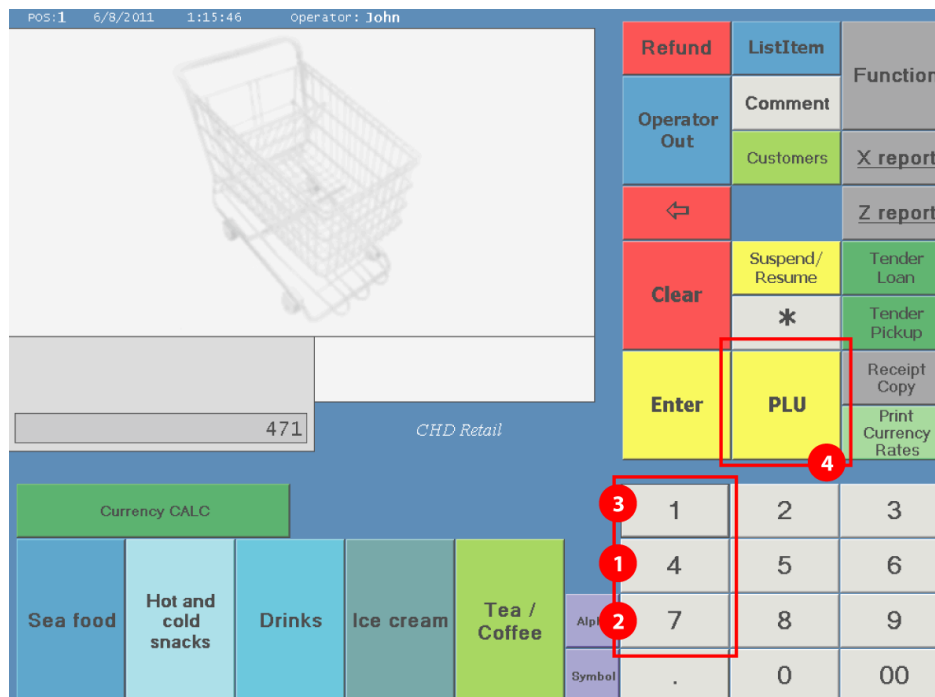 POS:1 6/8/2011 1:15:46 Operator: John
Refund
ListItem
Function
Operator
Out
Comment
Customers
X report
Z report
Clear
Suspend/
Resume
Tender
Loan
*
Tender
Pickup
Enter
PLU
Receipt
Copy
Print
Currency
Rates
471
CHD Retail
4
Currency CALC
3
1
2
3
1
4
5
6
2
7
8
9
.
0
00
Sea food
Hot and
cold
snacks
Drinks
Ice cream
Tea /
Coffee
Alp
Symbol